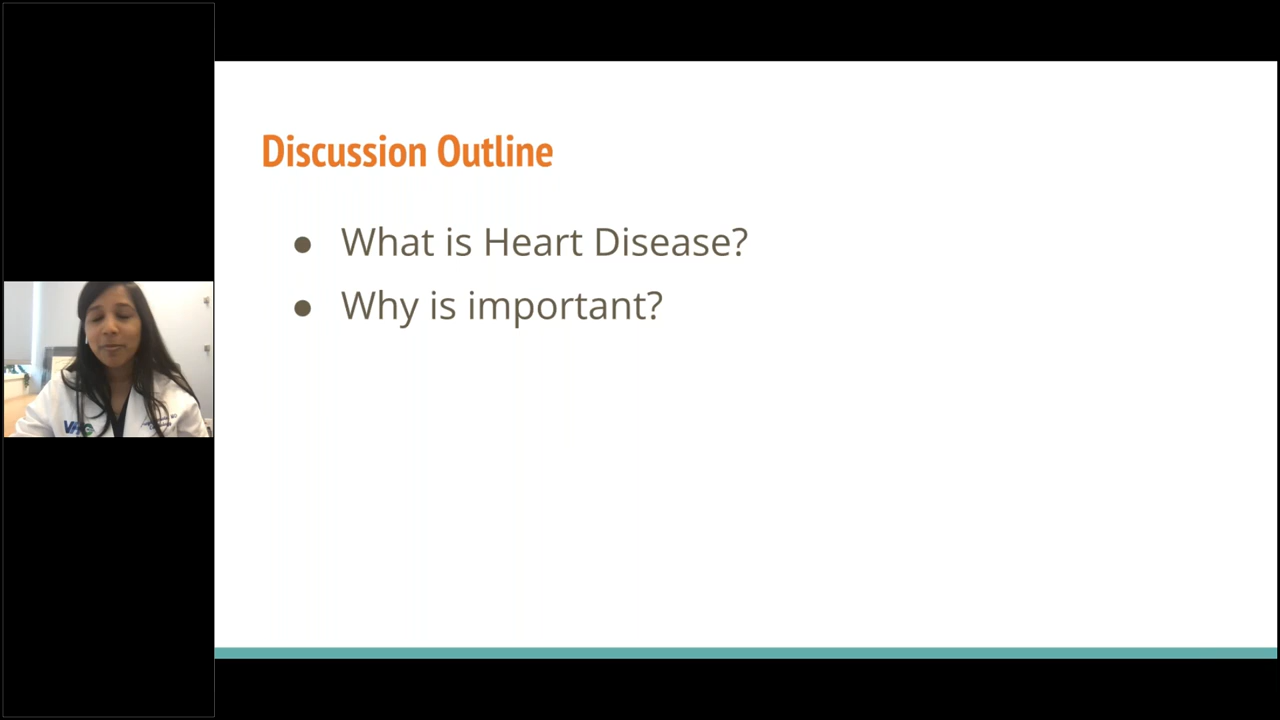 Discussion Outline
● What is Heart Disease?
● Why is important?